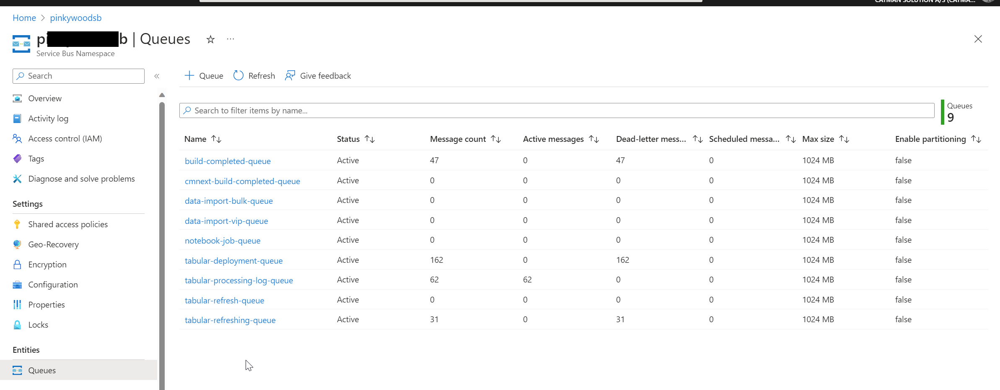 CATMAN SOLUTION A/S (CATMA...
Home > pinkywoodsb
b | Queues
Service Bus Namespace
Search
Queue Refresh Give feedback
Overview
Activity log
Access control (IAM)
Tags
Diagnose and solve problems
Settings
Shared access policies
Geo-Recovery
Encryption
Configuration
Properties
Locks
Entities
Queues
Search to filter items by name...
Queues
9
Name Status Message count Active messages Dead-letter mess... Scheduled messa... Max size Enable partitioning
build-completed-queue Active 47 0 47 0 1024 MB false
cmnext-build-completed-queue Active 0 0 0 0 1024 MB false
data-import-bulk-queue Active 0 0 0 0 1024 MB false
data-import-vip-queue Active 0 0 0 0 1024 MB false
notebook-job-queue Active 0 0 0 0 1024 MB false
tabular-deployment-queue Active 162 0 162 0 1024 MB false
tabular-processing-log-queue Active 62 62 0 0 1024 MB false
tabular-refresh-queue Active 0 0 0 0 1024 MB false
tabular-refreshing-queue Active 31 0 31 0 1024 MB false